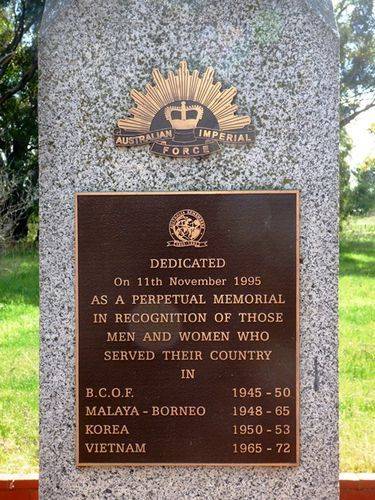 AUSTRALIAN IMPERIAL
FORCE
DEDICATED
On 11th November 1995
AS A PERPETUAL MEMORIAL
IN RECOGNITION OF THOSE
MEN AND WOMEN WHO
SERVED THEIR COUNTRY
IN
B.C.O.F. 1945 - 50
MALAYA - BORNEO 1948 - 65
KOREA 1950 - 53
VIETNAM 1965 - 72